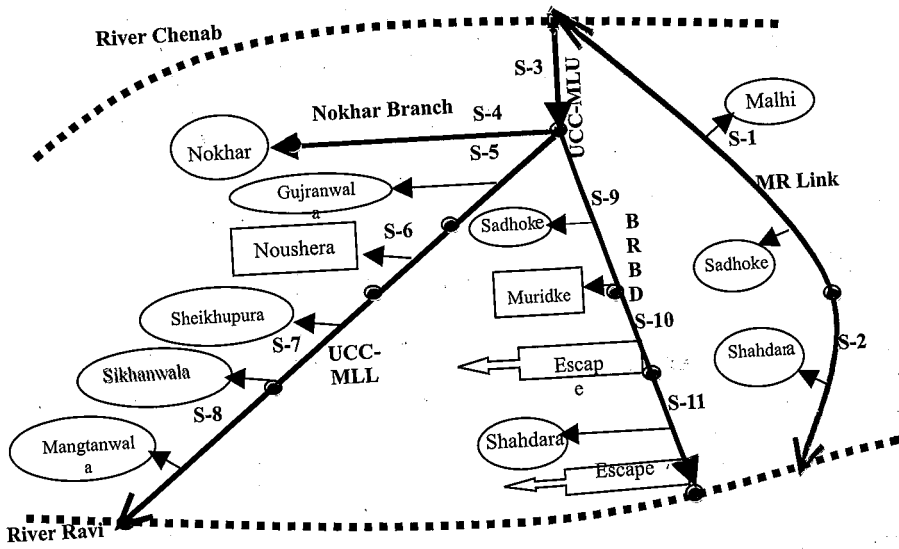 River Chenab
S-3
UCC-MLU
Malhi
Nokhar Branch
S-4
S-1
Nokhar
S-5
MR Link
Gujranwal
a
S-9
S-6
Sadhoke
B
R
B
D
Noushera
Sadhoke
Muridke
Sheikhupura
S-10
S-7
UCC-
MLL
Shahdara
S-2
Sikhanwala
Escap
e
S-8
S-11
Mangtanwal
a
Shahdara
Escape
River Ravi